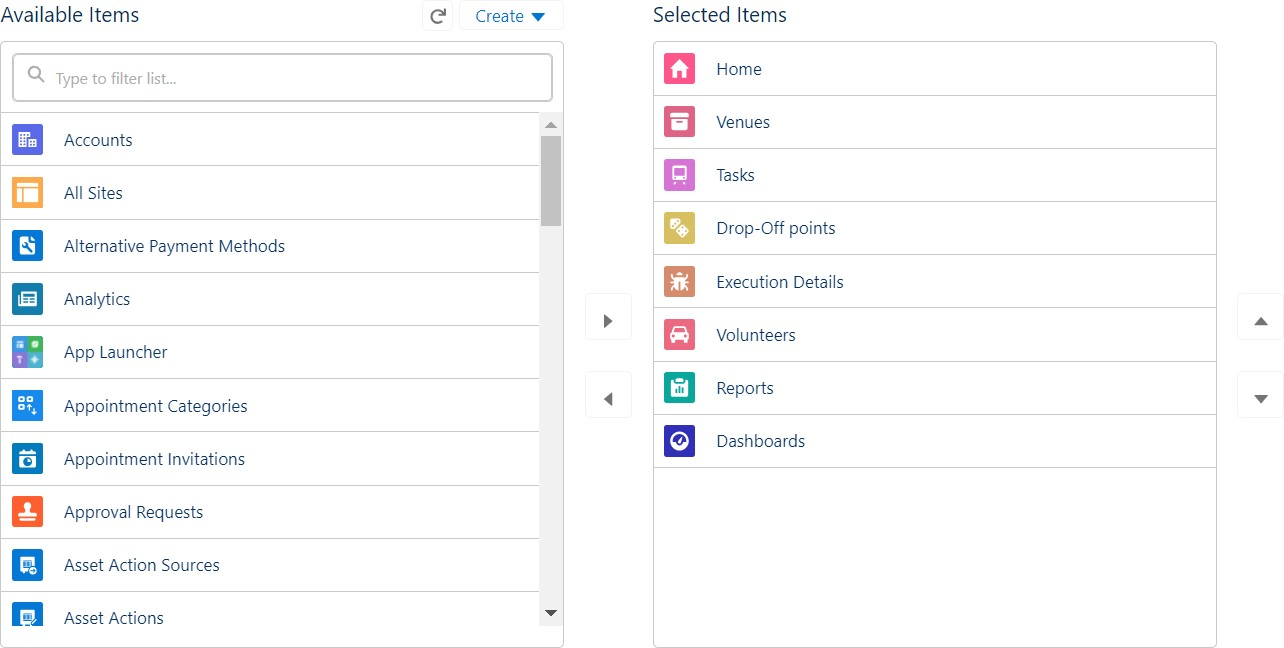 Available Items
Create
Type to filter list...
Accounts
All Sites
Alternative Payment Methods
Analytics
App Launcher
Appointment Categories
Appointment Invitations
Approval Requests
Asset Action Sources
Asset Actions
Selected Items
Home
Venues
Tasks
Drop-Off points
Execution Details
Volunteers
Reports
Dashboards